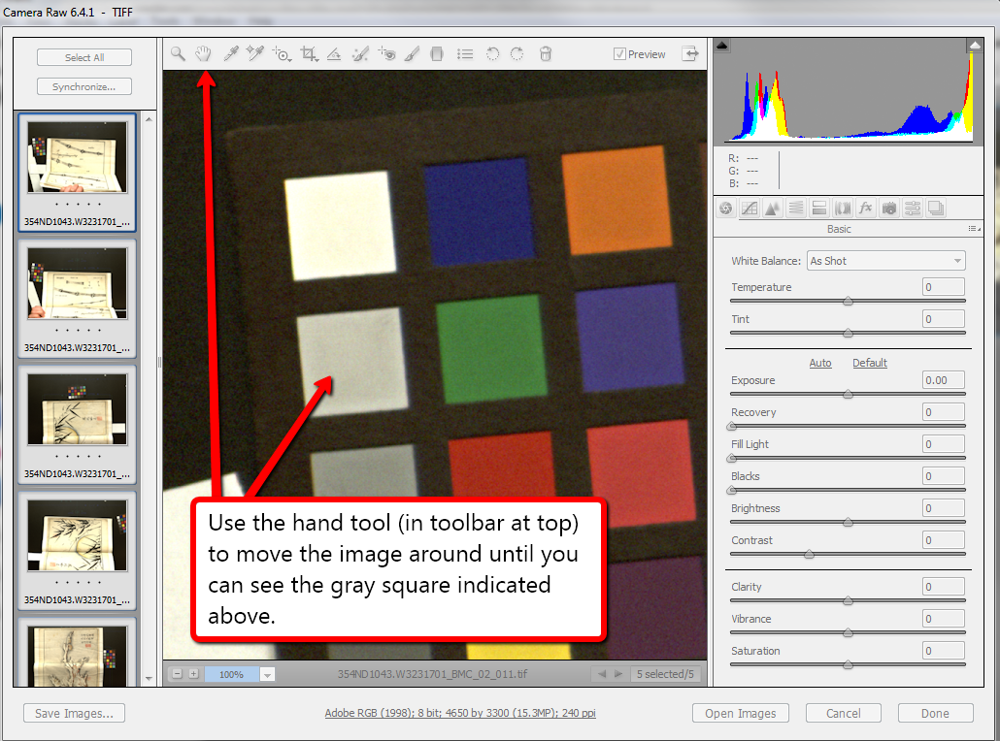 Camera Raw 6.4.1 - TIFF
Select All
Synchronize...
Preview
354ND1043.W3231701_...
354ND1043.W3231701_...
354ND1043.W3231701_...
354ND1043.W3231701_...
Use the hand tool (in toolbar at top)
to move the image around until you
can see the gray square indicated
above.
100%
354ND1043.W3231701_BMC_02_011.tif
5 selected/5
R: ---
G: ---
B: ---
fx
Basic
White Balance: As Shot
Temperature 0
Tint 0
Auto Default
Exposure 0.00
Recovery 0
Fill Light 0
Blacks 0
Brightness 0
Contrast 0
Clarity 0
Vibrance 0
Saturation 0
Save Images...
Adobe RGB (1998); 8 bit; 4650 by 3300 (15.3MP); 240 ppi
Open Images
Cancel
Done